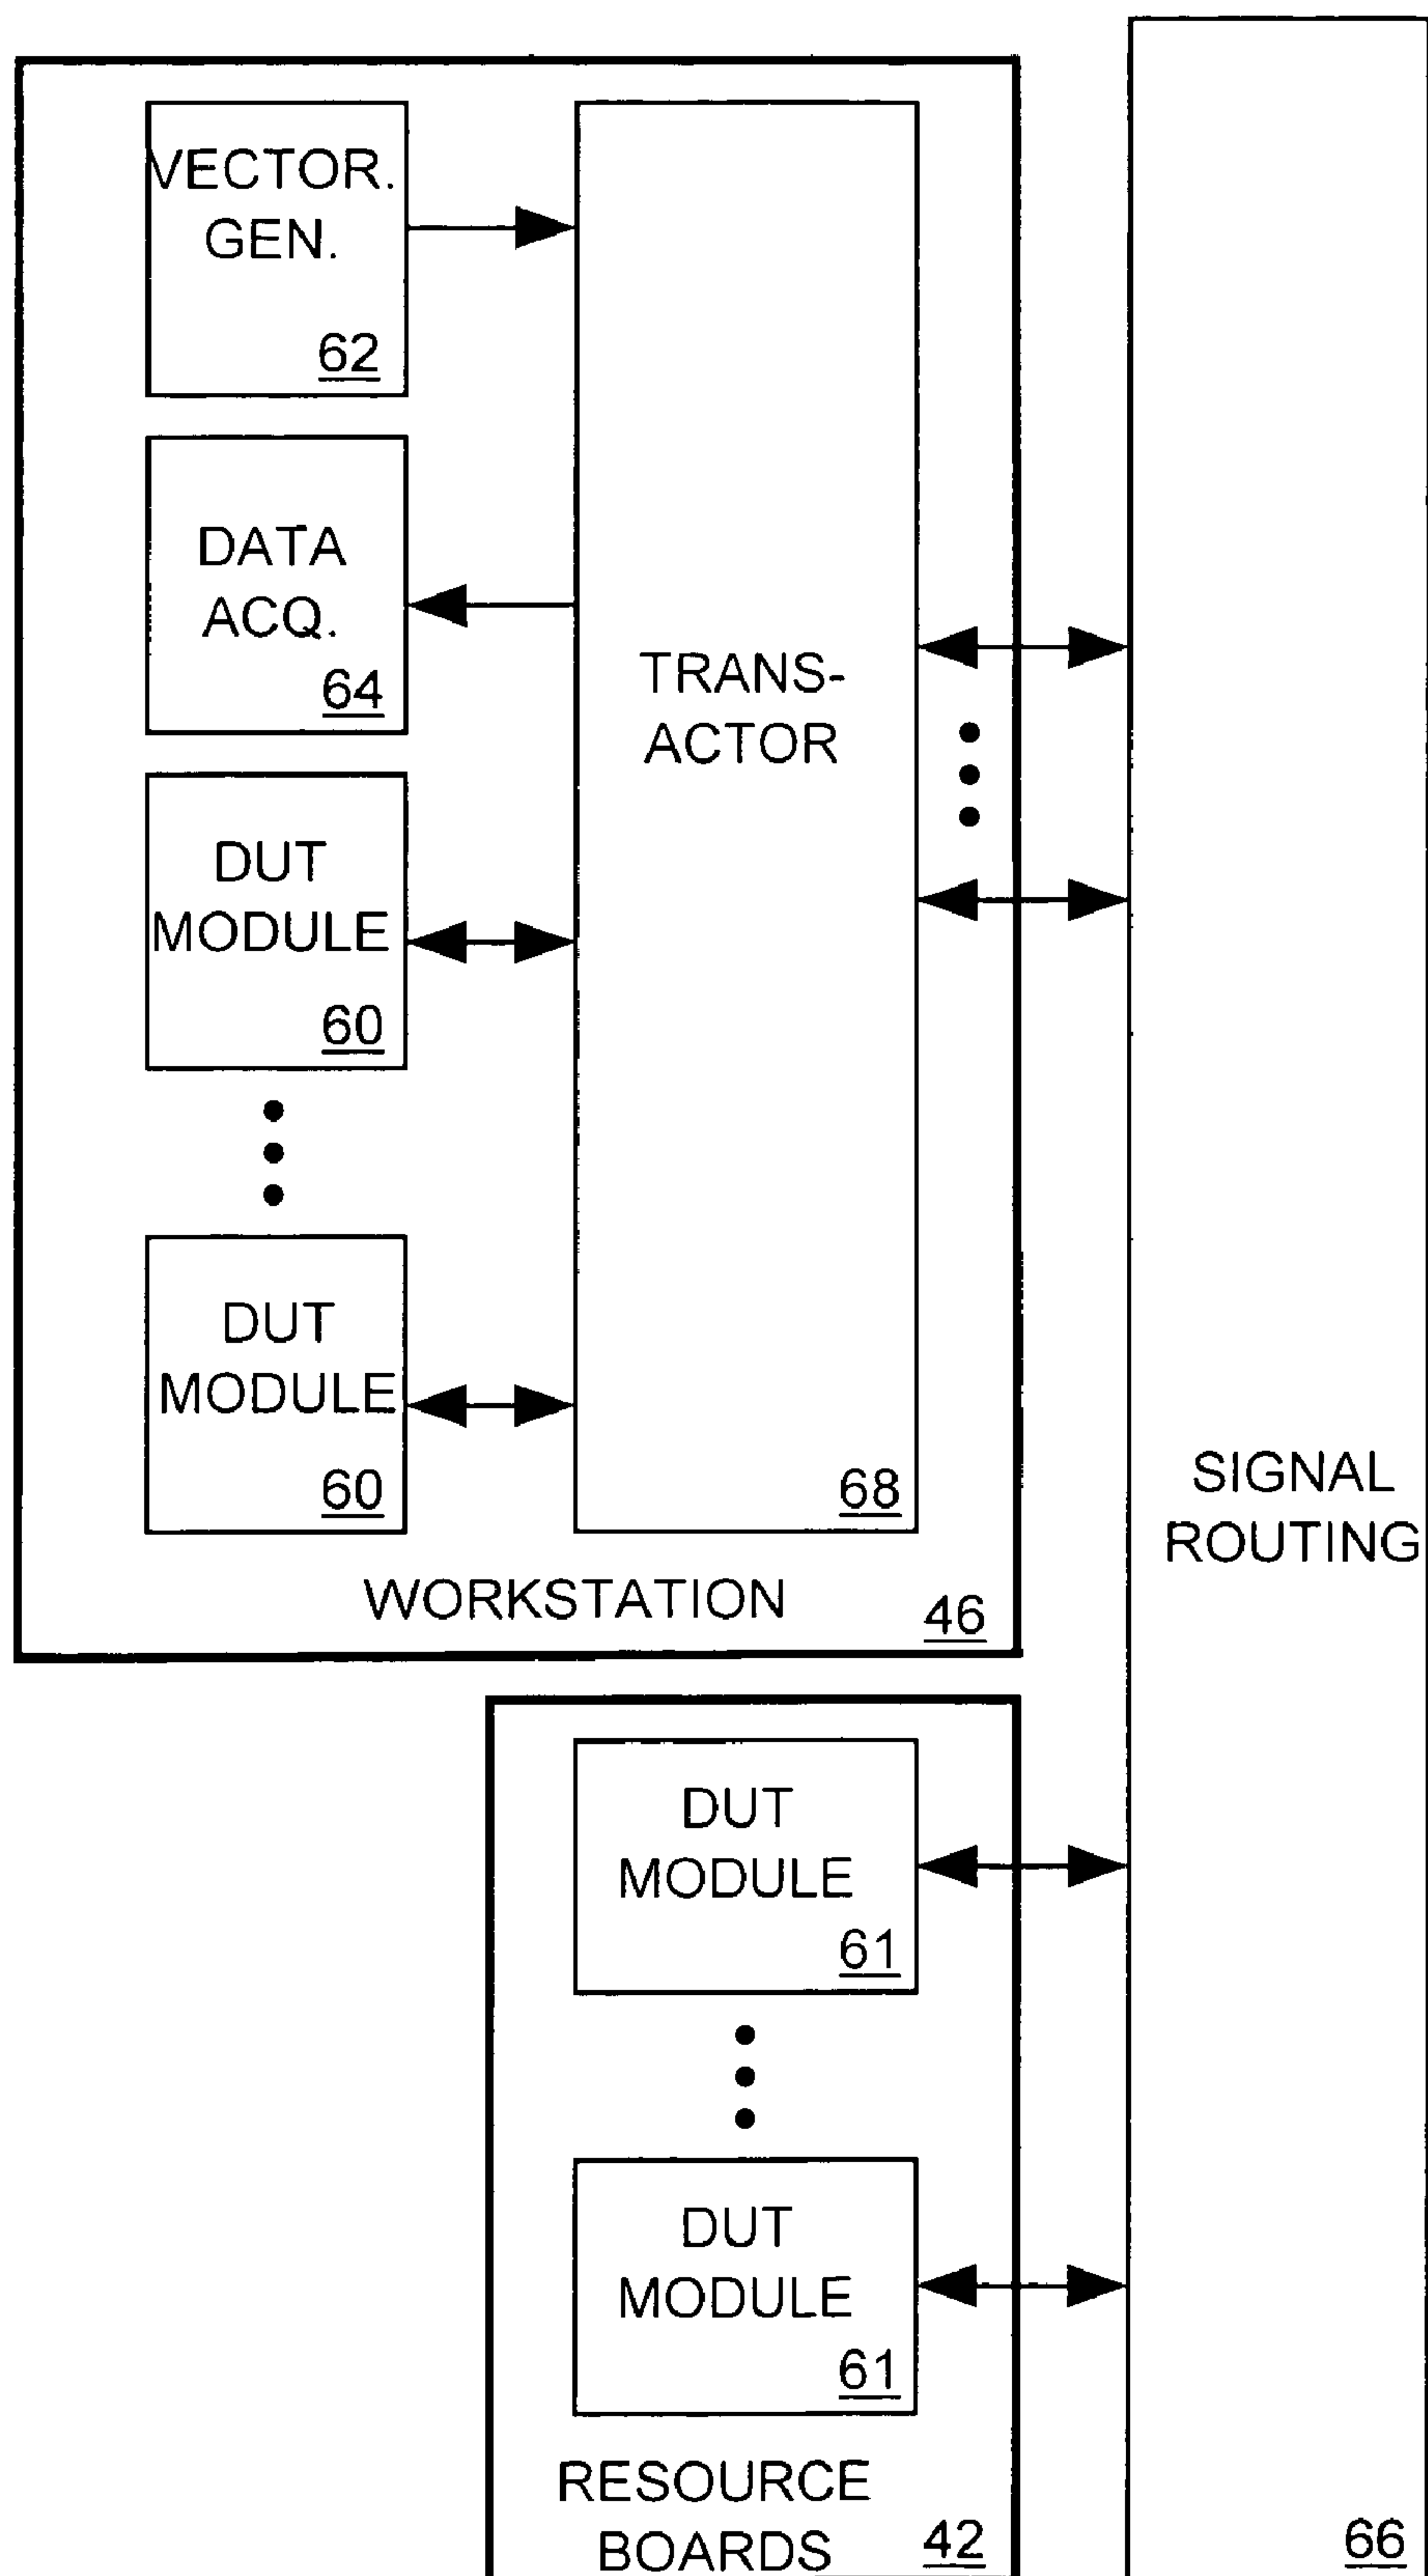 VECTOR.
GEN.
62
DATA
ACQ.
64
DUT
MODULE
60
DUT
MODULE
60
TRANS-
ACTOR
68
WORKSTATION
46
SIGNAL
ROUTING
66
DUT
MODULE
61
DUT
MODULE
61
RESOURCE
BOARDS
42